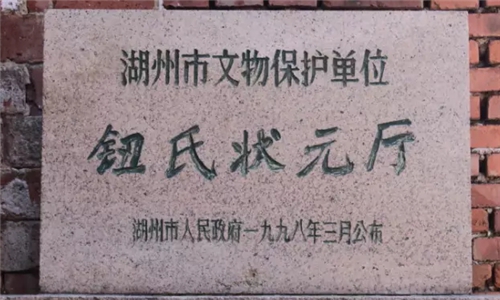 湖州市文物保护单位
钮氏状元厅
湖州市人民政府一九九八年三月公布